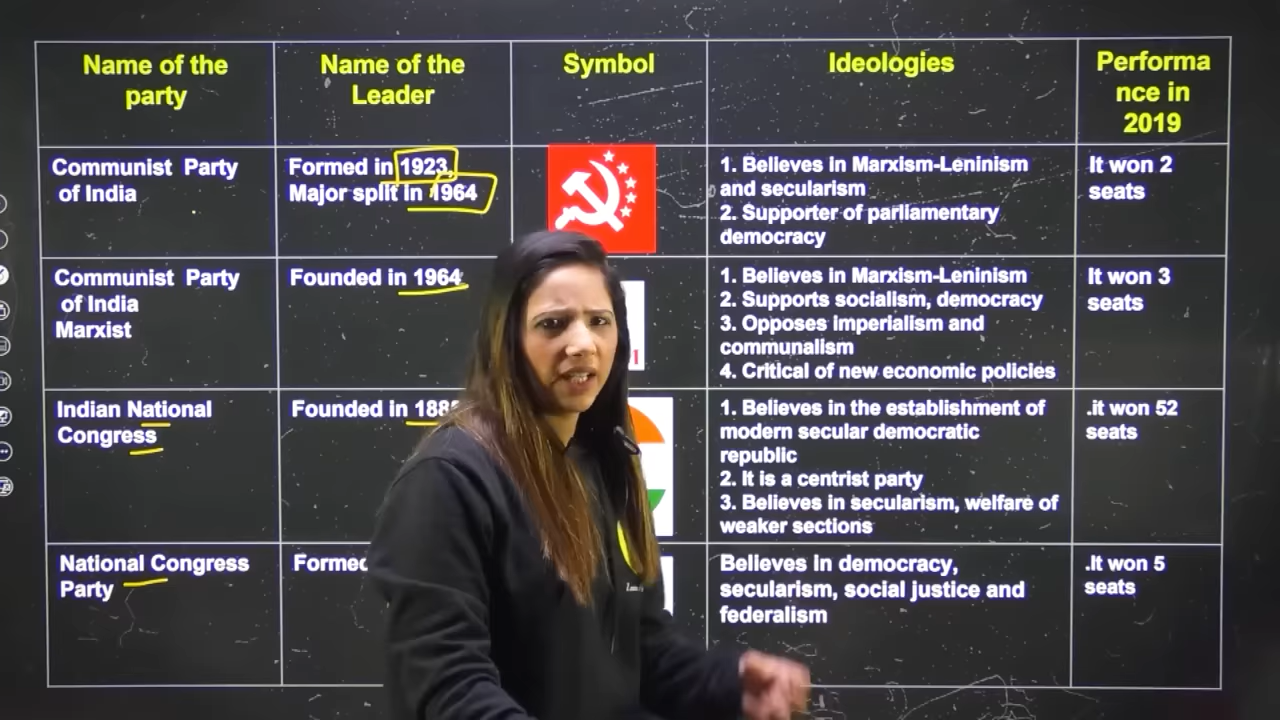 Name of the
party
Name of the
Leader
Symbol
Ideologies
Performa
nce in
2019
Communist Party
of India
Formed in 1923,
Major split in 1964
1. Believes in Marxism-Leninism
and secularism
2. Supporter of parliamentary
democracy
It won 2
seats
Communist Party
of India
Marxist
Founded in 1964
1. Believes in Marxism-Leninism
2. Supports socialism, democracy
3. Opposes imperialism and
communalism
4. Critical of new economic policies
It won 3
seats
Indian National
Congress
Founded in
1. Believes in the establishment of
modern secular democratic
republic
2. It is a centrist party
3. Believes in secularism, welfare of
weaker sections
.it won 52
seats
National Congress
Party
Formed
Believes in democracy,
secularism, social justice and
federalism
.It won 5
seats